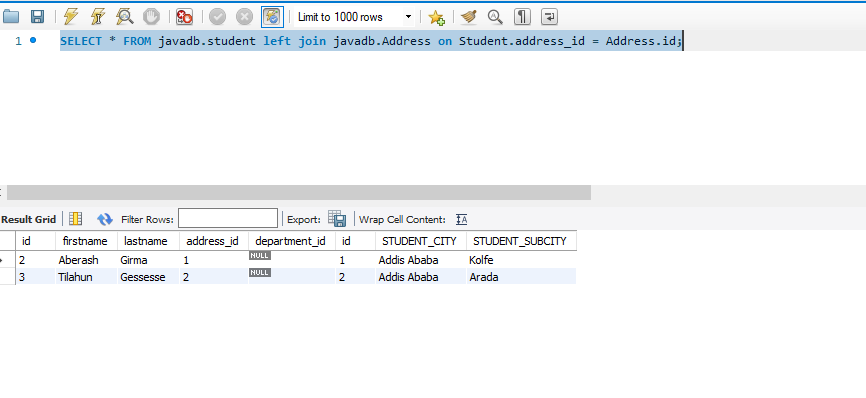 Limit to 1000 rows
1 SELECT * FROM javadb.student left join javadb.Address on Student.address_id = Address.id;
Result Grid Filter Rows: Export: Wrap Cell Content:
id firstname lastname address_id department_id id STUDENT_CITY STUDENT_SUBCITY
2 Aberash Girma 1 NULL 1 Addis Ababa Kolfe
3 Tilahun Gessesse 2 NULL 2 Addis Ababa Arada